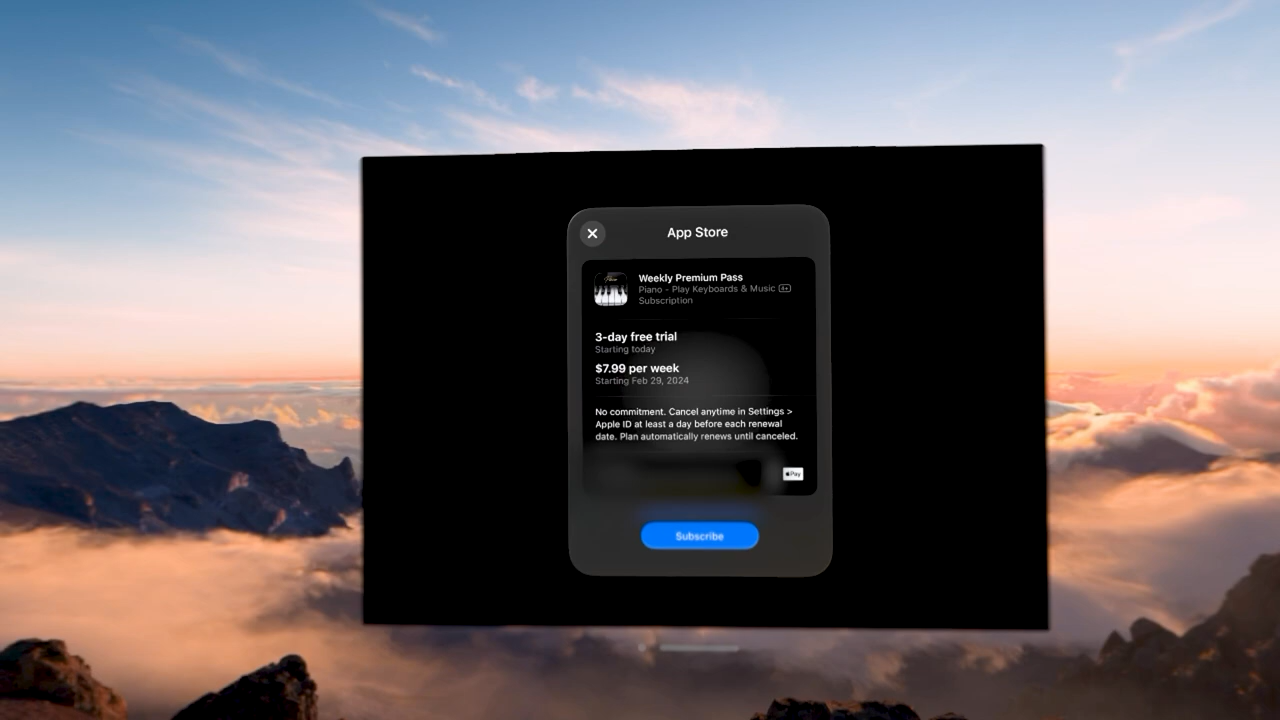 App Store
Weekly Premium Pass
Piano - Play Keyboards & Music 4+
Subscription
3-day free trial
Starting today
$7.99 per week
Starting Feb 29, 2024
No commitment. Cancel anytime in Settings >
Apple ID at least a day before each renewal
date. Plan automatically renews until canceled.
Pay
Subscribe